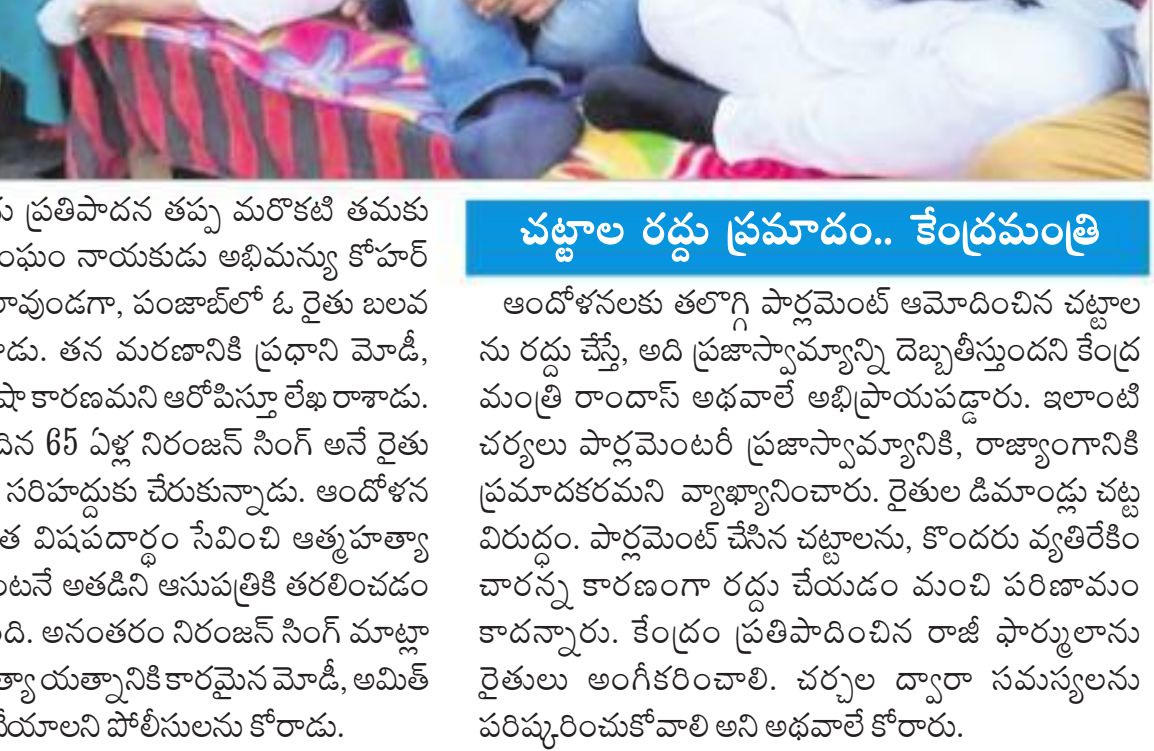 ప్రతిపాదన తప్ప మరొకటి తమకు
నాయకుడు అభిమన్యు కోహర్
పంజాబ్‌లో ఓ రైతు బలవ
తన మరణానికి ప్రధాని మోడీ,
కారణమని ఆరోపిస్తూ లేఖ రాశాడు.
65 ఏళ్ల నిరంజన్ సింగ్ అనే రైతు
సరిహద్దుకు చేరుకున్నాడు. ఆందోళన
విషపదార్థం సేవించి ఆత్మహత్యా
అతడిని ఆసుపత్రికి తరలించడం
అనంతరం నిరంజన్ సింగ్ మాట్లా
యత్నానికి కారమైన మోడీ, అమిత్
పోలీసులను కోరాడు.
చట్టాల రద్దు ప్రమాదం.. కేంద్రమంత్రి
ఆందోళనలకు తలొగ్గి పార్లమెంట్ ఆమోదించిన చట్టాల
ను రద్దు చేస్తే, అది ప్రజాస్వామ్యాన్ని దెబ్బతీస్తుందని కేంద్ర
మంత్రి రాందాస్ అథవాలే అభిప్రాయపడ్డారు. ఇలాంటి
చర్యలు పార్లమెంటరీ ప్రజాస్వామ్యానికి, రాజ్యాంగానికి
ప్రమాదకరమని వ్యాఖ్యానించారు. రైతుల డిమాండ్లు చట్ట
విరుద్ధం. పార్లమెంట్ చేసిన చట్టాలను, కొందరు వ్యతిరేకిం
చారన్న కారణంగా రద్దు చేయడం మంచి పరిణామం
కాదన్నారు. కేంద్రం ప్రతిపాదించిన రాజీ ఫార్ములాను
రైతులు అంగీకరించాలి. చర్చల ద్వారా సమస్యలను
పరిష్కరించుకోవాలి అని అథవాలే కోరారు.